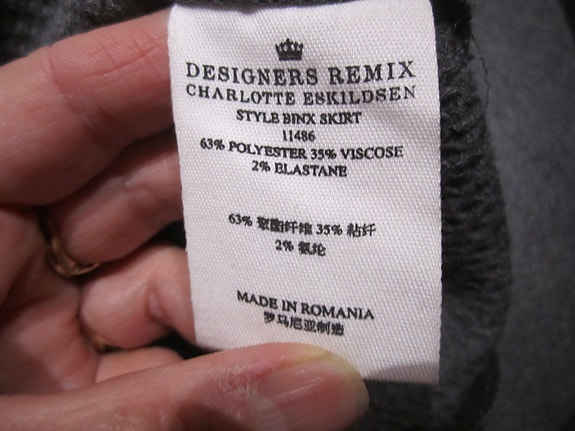 DESIGNERS REMIX
CHARLOTTE ESKILDSEN
STYLE BINX SKIRT
11486
63% POLYESTER 35% VISCOSE
2% ELASTANE
63% 聚酯纤维 35% 粘纤
2% 氨纶
MADE IN ROMANIA
罗马尼亚制造